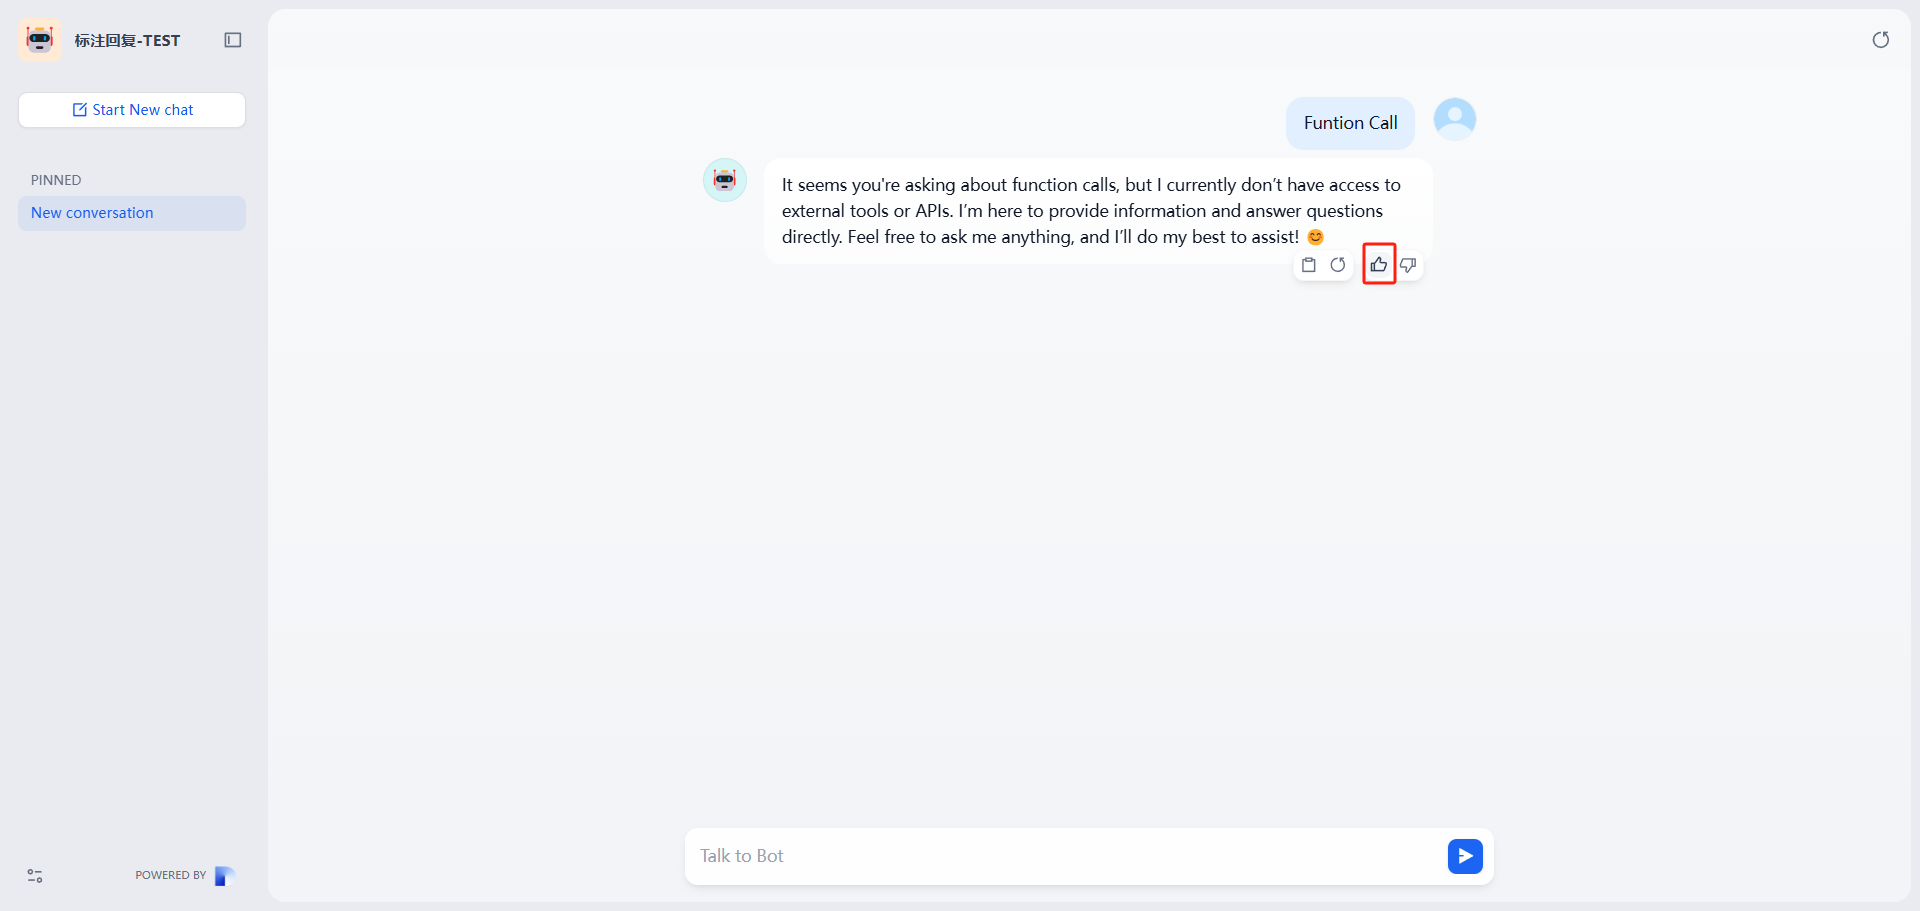 标注回复-TEST
Start New chat
PINNED
New conversation
Funtion Call
It seems you're asking about function calls, but I currently don’t have access to
external tools or APIs. I’m here to provide information and answer questions
directly. Feel free to ask me anything, and I’ll do my best to assist! 😊
Talk to Bot
POWERED BY